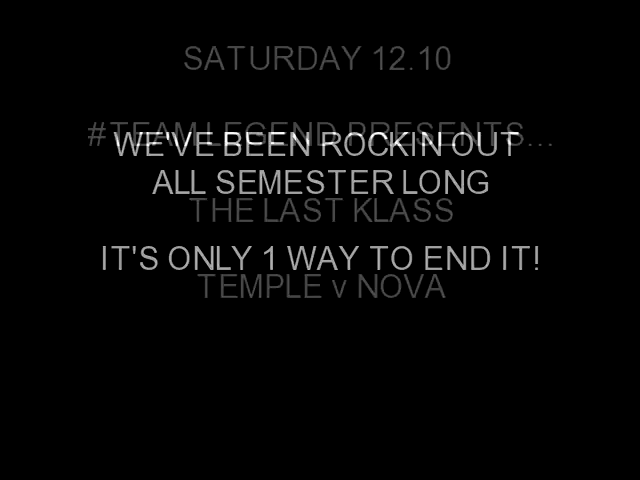 SATURDAY 12.10
#TEAM LEGEND PRESENTS...
WE'VE BEEN ROCKIN OUT
ALL SEMESTER LONG
THE LAST KLASS
IT'S ONLY 1 WAY TO END IT!
TEMPLE v NOVA